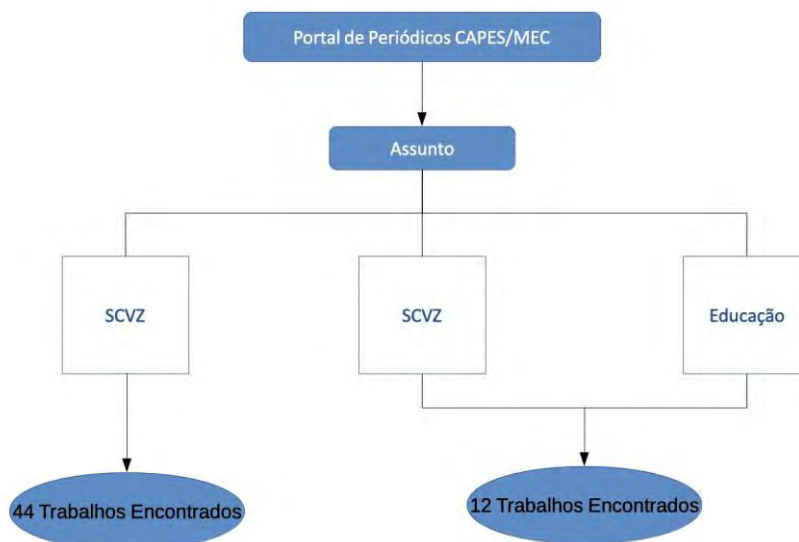 Portal de Periódicos CAPES/MEC
Assunto
SCVZ
SCVZ
Educação
44 Trabalhos Encontrados
12 Trabalhos Encontrados